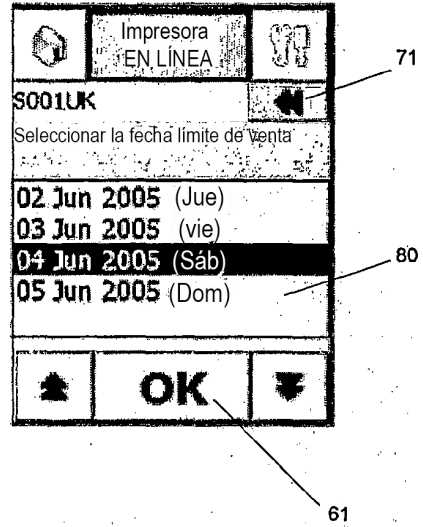 Impresora
EN LÍNEA
71
S001UK
Seleccionar la fecha límite de venta
02 Jun 2005 (Jue)
03 Jun 2005 (vie)
04 Jun 2005 (Sáb)
80
05 Jun 2005 (Dom)
OK
61